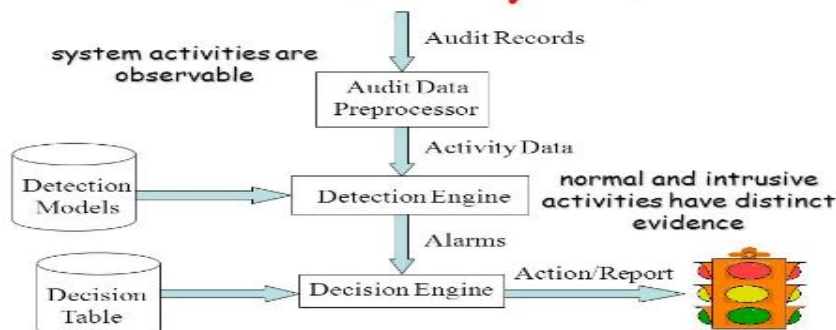 Audit Records
system activities are
observable
Audit Data
Preprocessor
Activity Data
Detection
Models
Detection Engine
normal and intrusive
activities have distinct
evidence
Alarms
Action/Report
Decision
Table
Decision Engine